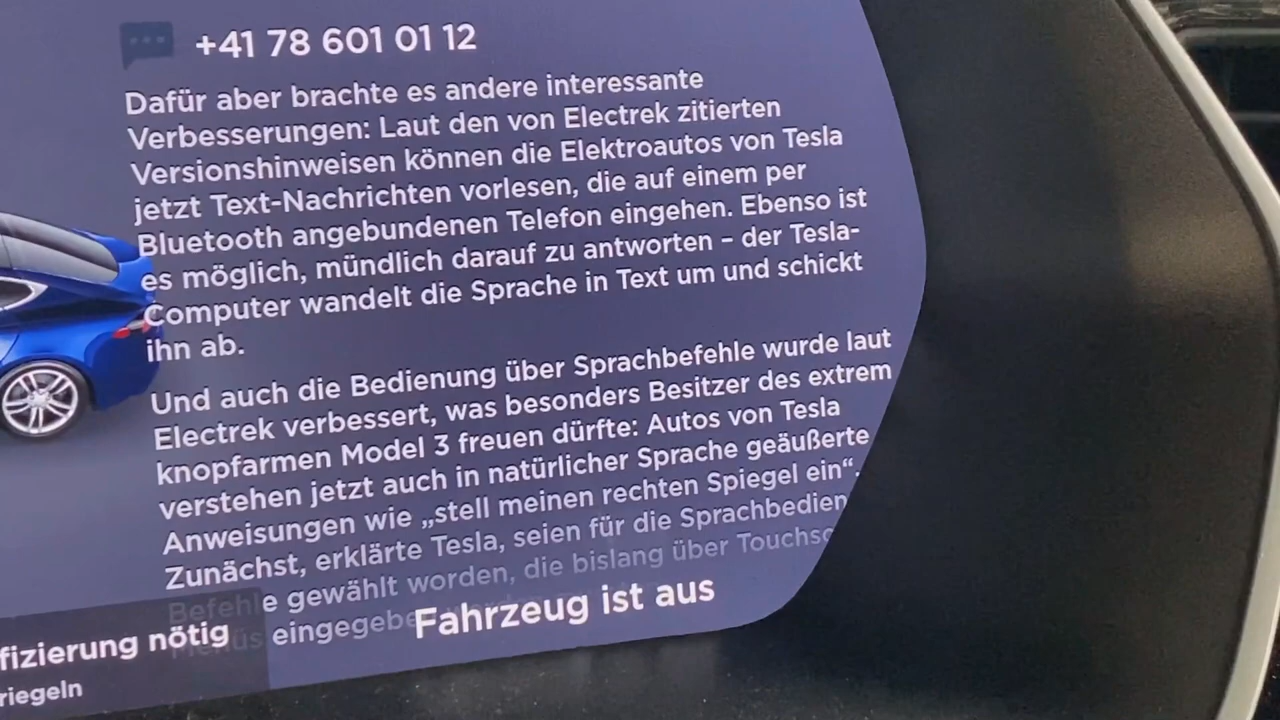 +41 78 601 01 12
Dafür aber brachte es andere interessante
Verbesserungen: Laut den von Electrek zitierten
Versionshinweisen können die Elektroautos von Tesla
jetzt Text-Nachrichten vorlesen, die auf einem per
Bluetooth angebundenen Telefon eingehen. Ebenso ist
es möglich, mündlich darauf zu antworten – der Tesla-
Computer wandelt die Sprache in Text um und schickt
ihn ab.
Und auch die Bedienung über Sprachbefehle wurde laut
Electrek verbessert, was besonders Besitzer des extrem
knopfarmen Model 3 freuen dürfte: Autos von Tesla
verstehen jetzt auch in natürlicher Sprache geäußerte
Anweisungen wie „stell meinen rechten Spiegel ein“.
Zunächst, erklärte Tesla, seien für die Sprachbedien
Befehle gewählt worden, die bislang über Touchsc
eingegebe
Fahrzeug ist aus
fizierung nötig
riegeln